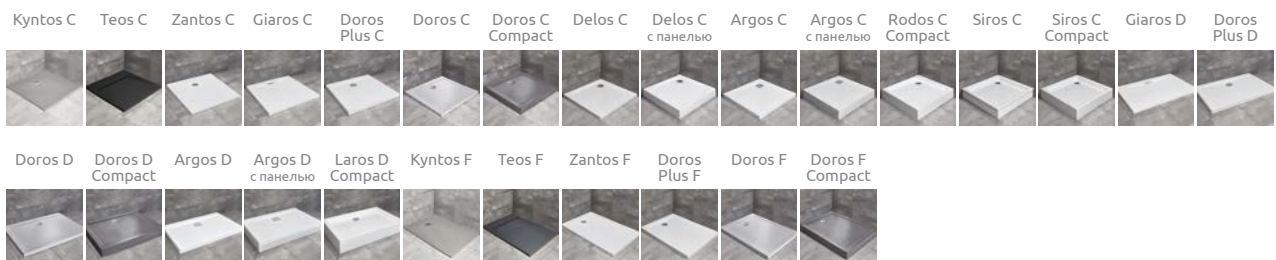 Kyntos C
Teos C
Zantos C
Giaros C
Doros
Plus C
Doros C
Doros C
Compact
Delos C
Delos C
с панелью
Argos C
Argos C
с панелью
Rodos C
Compact
Siros C
Siros C
Compact
Giaros D
Doros
Plus D
Doros D
Doros D
Compact
Argos D
Argos D
с панелью
Laros D
Compact
Kyntos F
Teos F
Zantos F
Doros
Plus F
Doros F
Doros F
Compact